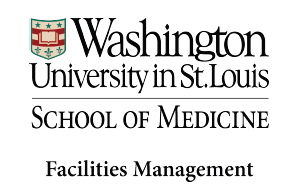 Washington
University in St. Louis
SCHOOL OF MEDICINE
Facilities Management